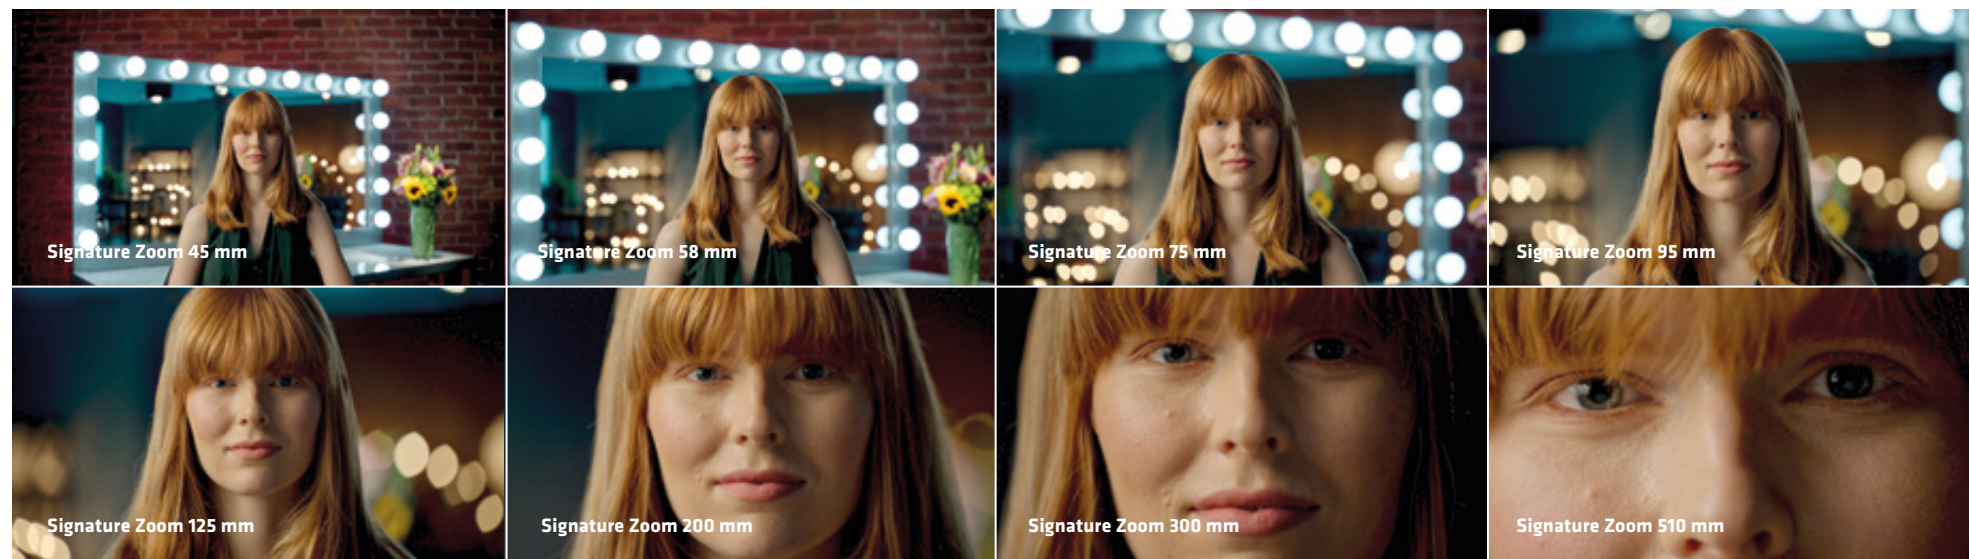 Signature Zoom 45 mm
Signature Zoom 58 mm
Signature Zoom 75 mm
Signature Zoom 95 mm
Signature Zoom 125 mm
Signature Zoom 200 mm
Signature Zoom 300 mm
Signature Zoom 510 mm